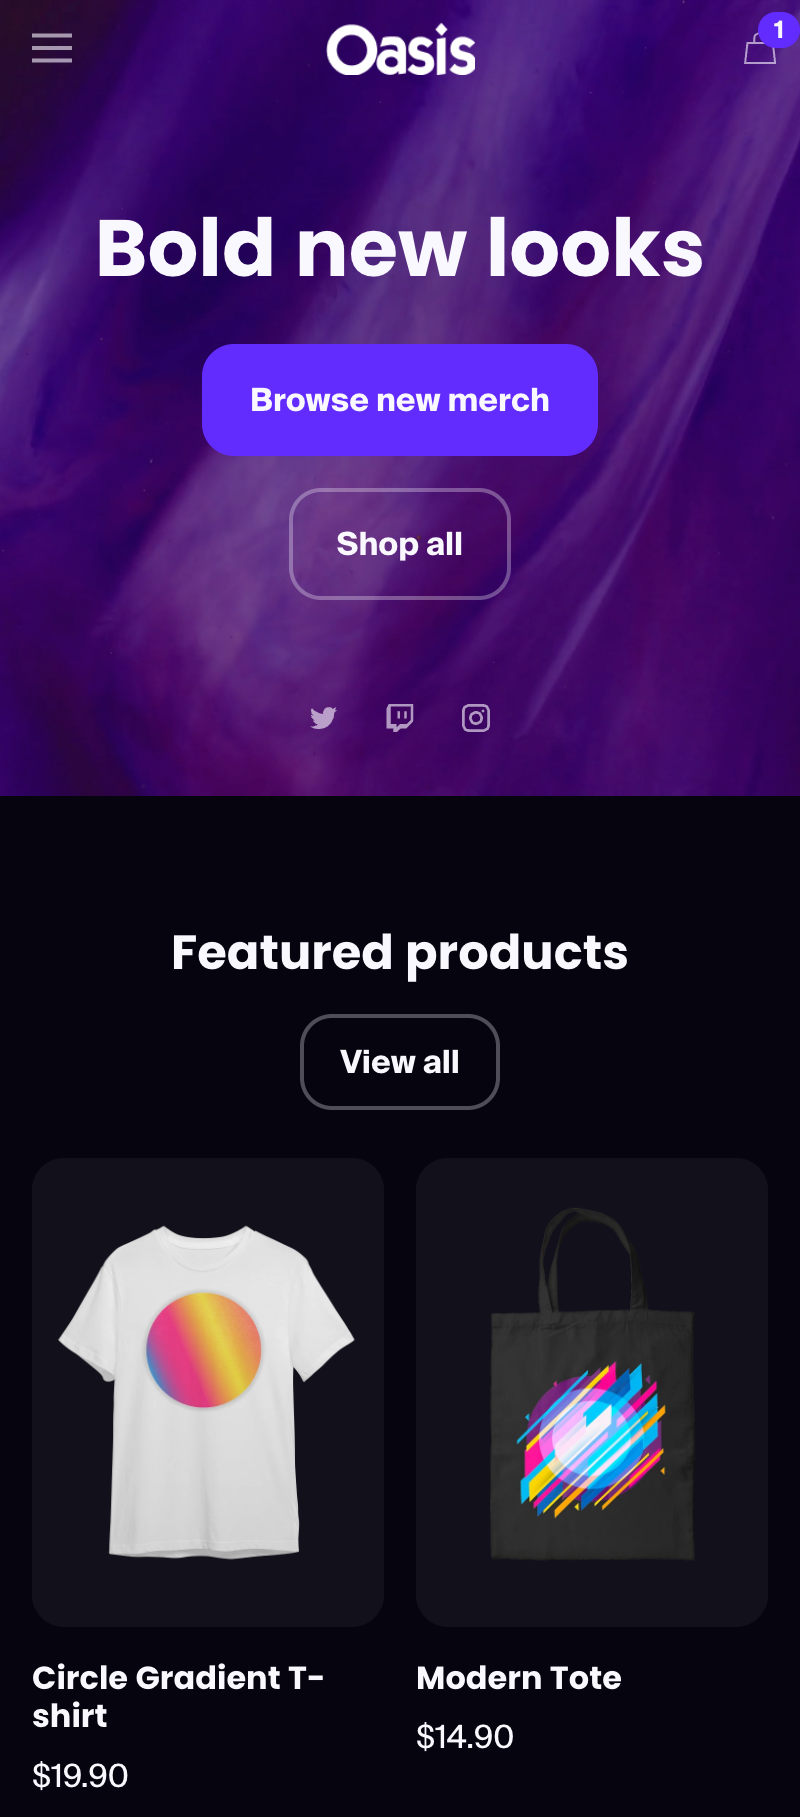 Oasis
1
Bold new looks
Browse new merch
Shop all
Featured products
View all
Circle Gradient T-
shirt
$19.90
Modern Tote
$14.90